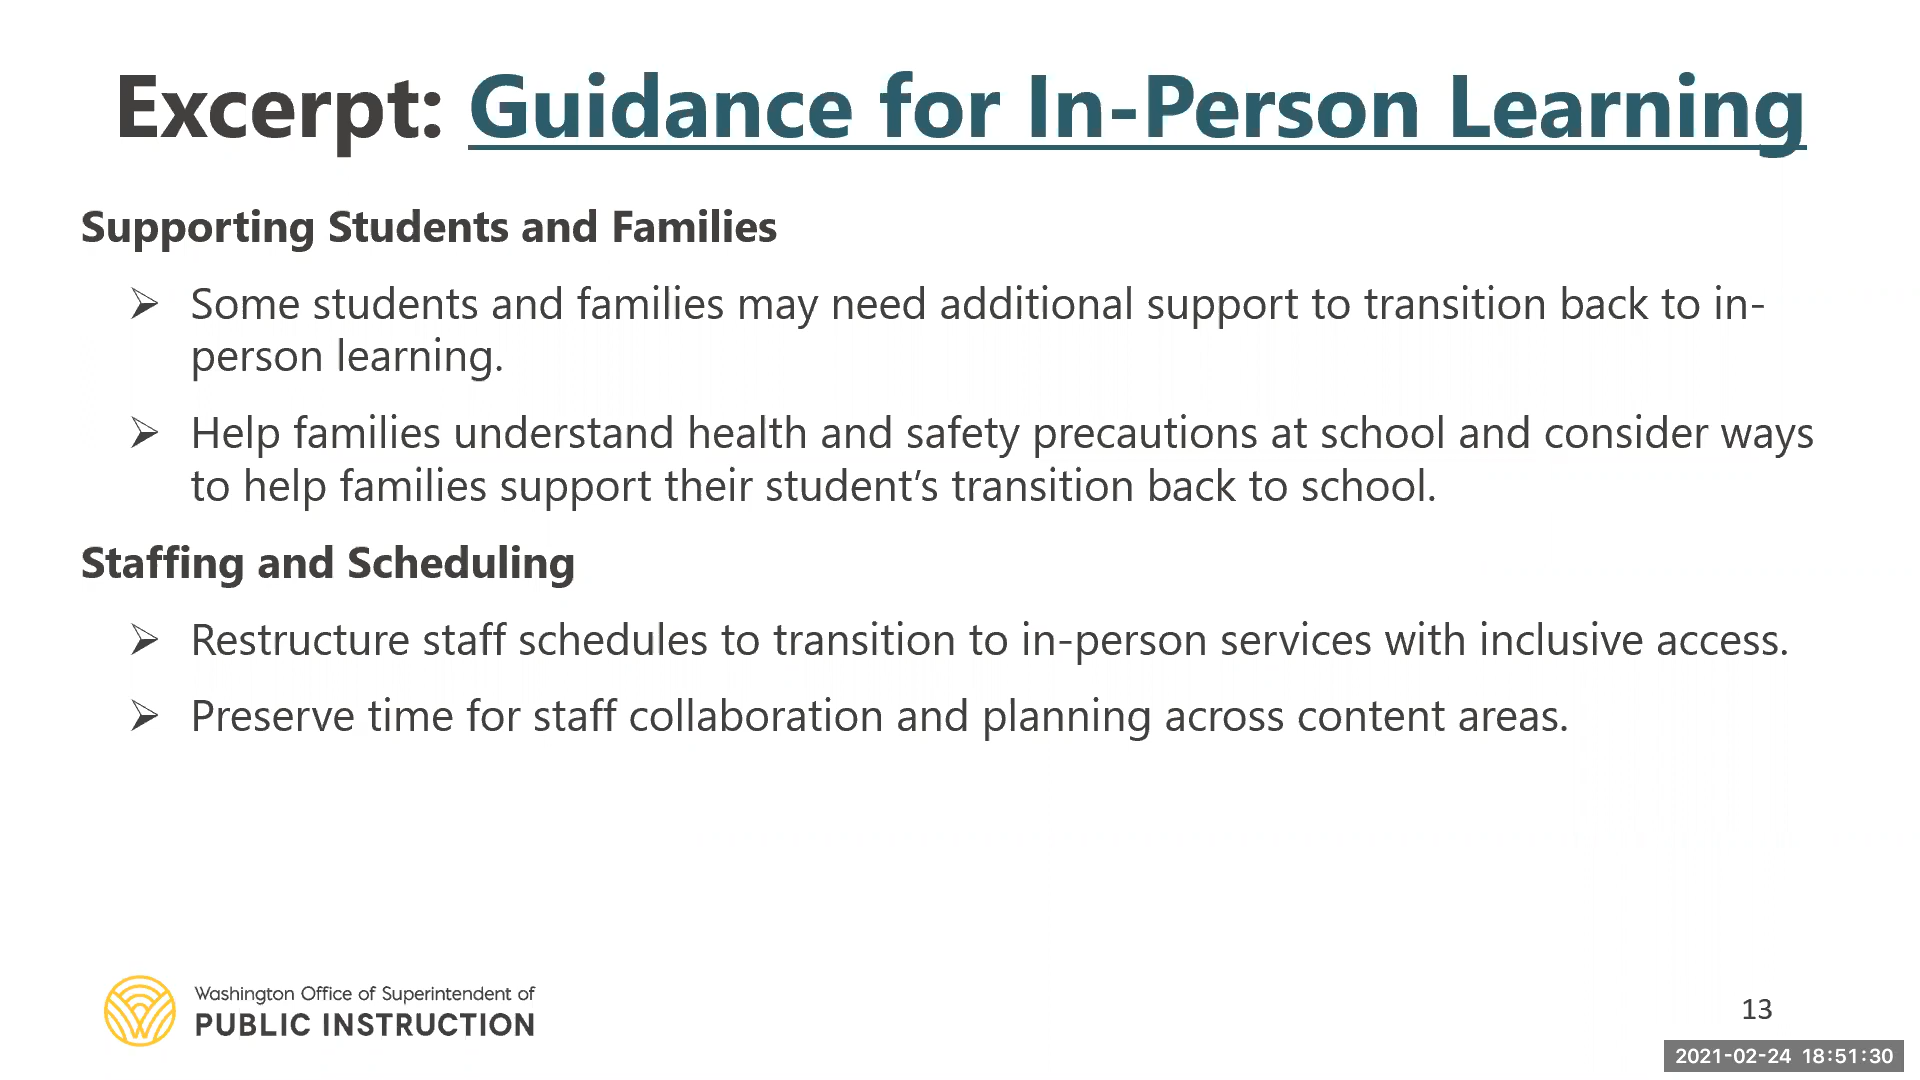 Excerpt: Guidance for In-Person Learning
Supporting Students and Families
➢ Some students and families may need additional support to transition back to in-
person learning.
➢ Help families understand health and safety precautions at school and consider ways
to help families support their student’s transition back to school.
Staffing and Scheduling
➢ Restructure staff schedules to transition to in-person services with inclusive access.
➢ Preserve time for staff collaboration and planning across content areas.
Washington Office of Superintendent of
PUBLIC INSTRUCTION
13
2021-02-24 18:51:30